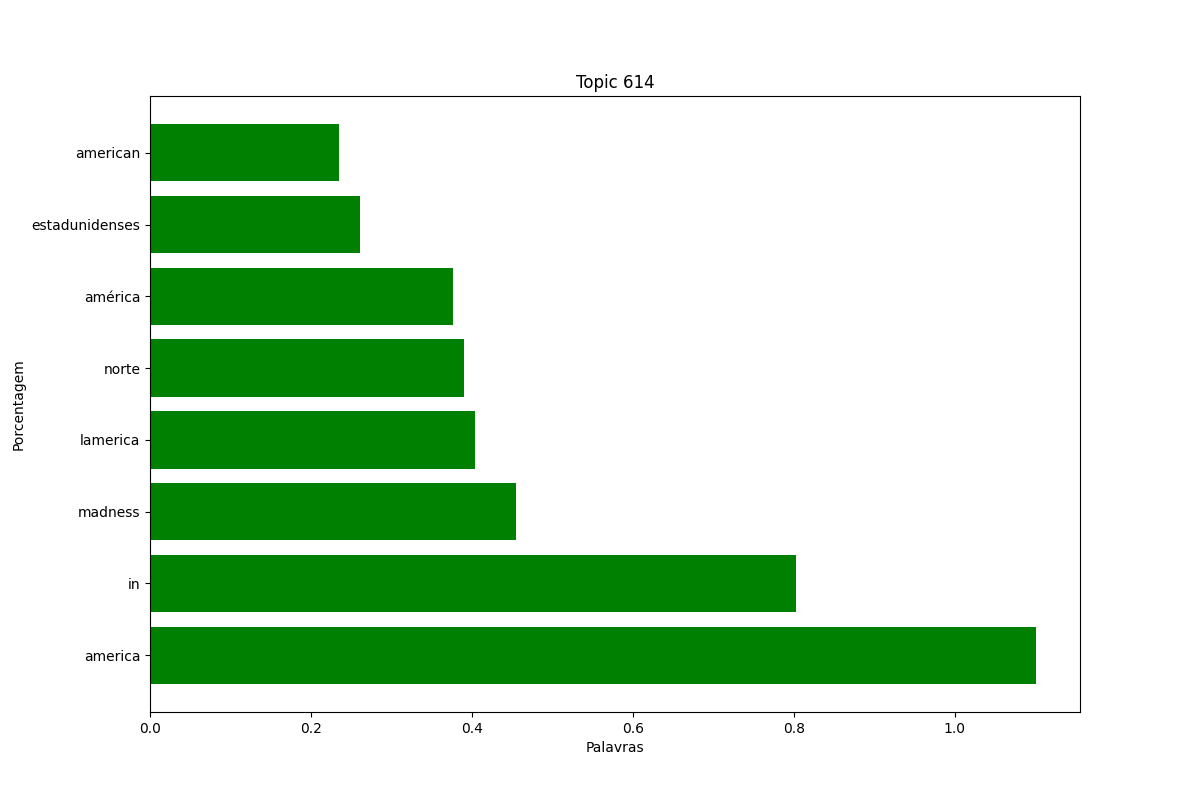 Topic 614
american
estadunidenses
américa
norte
lamerica
madness
in
america
Porcentagem
0.0 0.2 0.4 0.6 0.8 1.0
Palavras